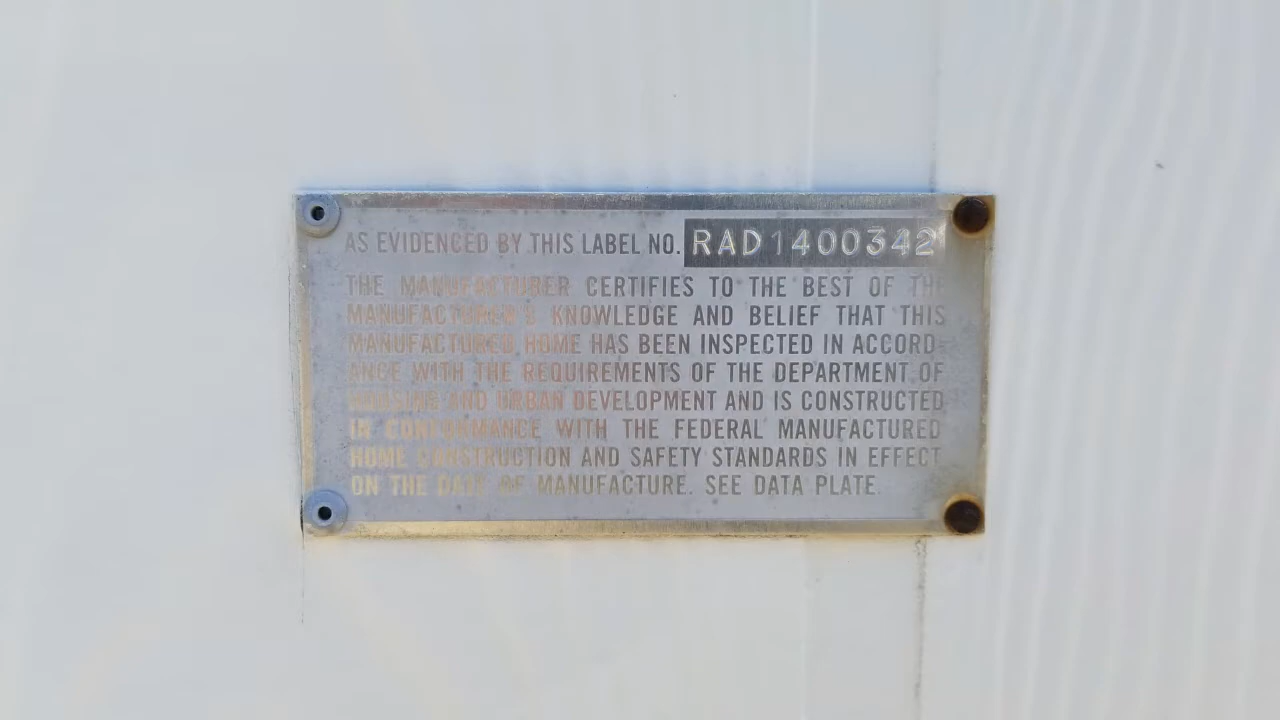 AS EVIDENCED BY THIS LABEL NO. RAD1400342
THE MANUFACTURER CERTIFIES TO THE BEST OF THE
MANUFACTURER'S KNOWLEDGE AND BELIEF THAT THIS
MANUFACTURED HOME HAS BEEN INSPECTED IN ACCORD-
ANCE WITH THE REQUIREMENTS OF THE DEPARTMENT OF
HOUSING AND URBAN DEVELOPMENT AND IS CONSTRUCTED
IN CONFORMANCE WITH THE FEDERAL MANUFACTURED
HOME CONSTRUCTION AND SAFETY STANDARDS IN EFFECT
ON THE DATE OF MANUFACTURE. SEE DATA PLATE.